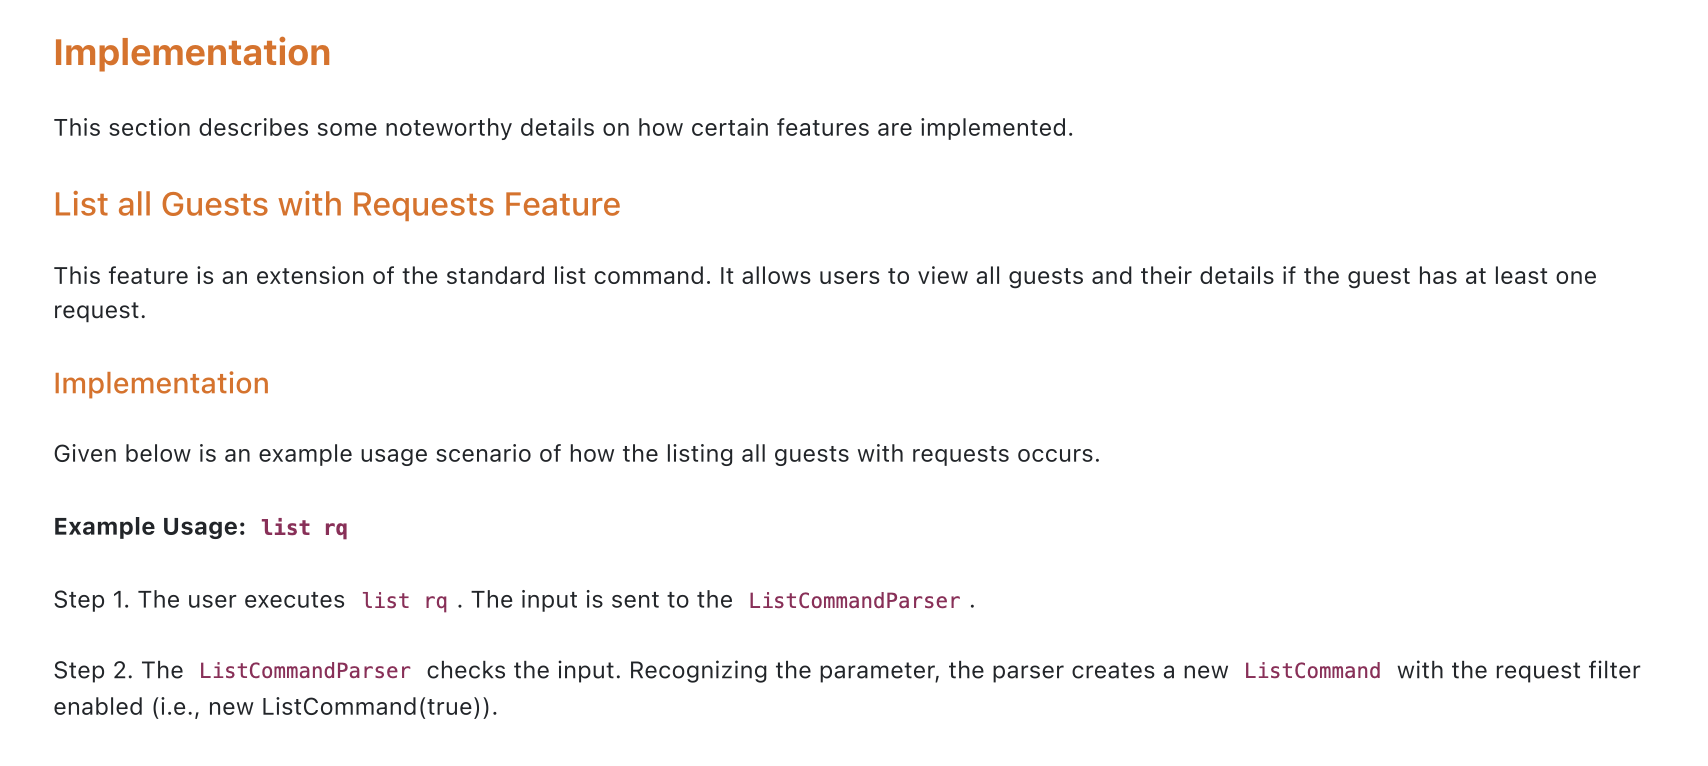 Implementation
This section describes some noteworthy details on how certain features are implemented.
List all Guests with Requests Feature
This feature is an extension of the standard list command. It allows users to view all guests and their details if the guest has at least one
request.
Implementation
Given below is an example usage scenario of how the listing all guests with requests occurs.
Example Usage: list rq
Step 1. The user executes list rq . The input is sent to the ListCommandParser .
Step 2. The ListCommandParser checks the input. Recognizing the parameter, the parser creates a new ListCommand with the request filter
enabled (i.e., new ListCommand(true)).